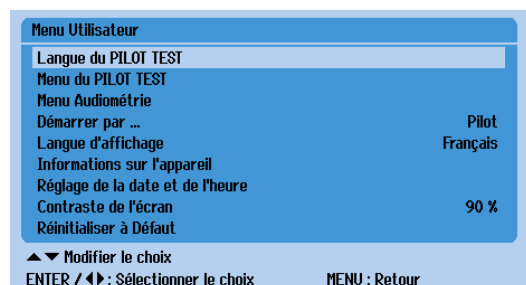 Menu Utilisateur
Langue du PILOT TEST
Menu du PILOT TEST
Menu Audiométrie
Démarrer par ... Pilot
Langue d'affichage Français
Informations sur l'appareil
Réglage de la date et de l'heure
Contraste de l'écran 90 %
Réinitialiser à Défaut
▲▼ Modifier le choix
ENTER / ◀▶ : Sélectionner le choix MENU : Retour